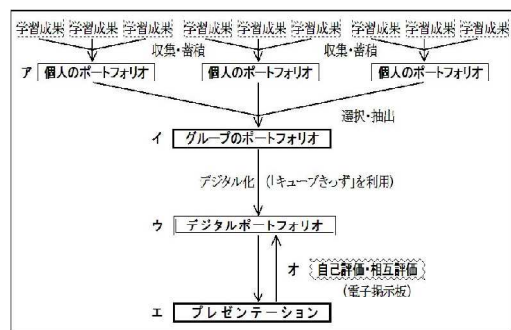 学習成果 学習成果 学習成果 学習成果 学習成果 学習成果 学習成果 学習成果 学習成果
収集・蓄積 収集・蓄積
ア 個人のポートフォリオ 個人のポートフォリオ 個人のポートフォリオ
選択・抽出
イ グループのポートフォリオ
デジタル化 (「キューブきっず」を利用)
ウ デジタルポートフォリオ
オ 自己評価・相互評価
(電子掲示板)
エ プレゼンテーション